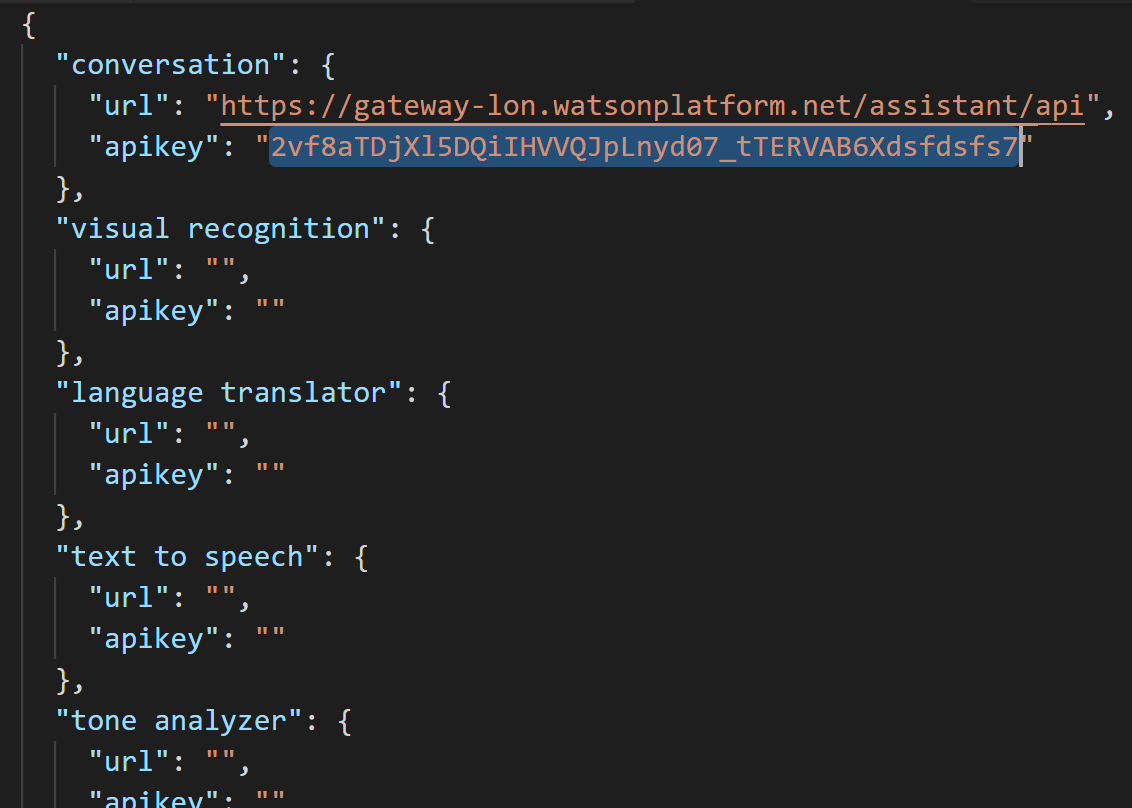 {
"conversation": {
"url": "https://gateway-lon.watsonplatform.net/assistant/api",
"apikey": "2vf8aTDjXl5DQiIHVVQJpLnyd07_tTERVAB6Xdsfdsfs7"
},
"visual recognition": {
"url": "",
"apikey": ""
},
"language translator": {
"url": "",
"apikey": ""
},
"text to speech": {
"url": "",
"apikey": ""
},
"tone analyzer": {
"url": "",
"apikey": ""